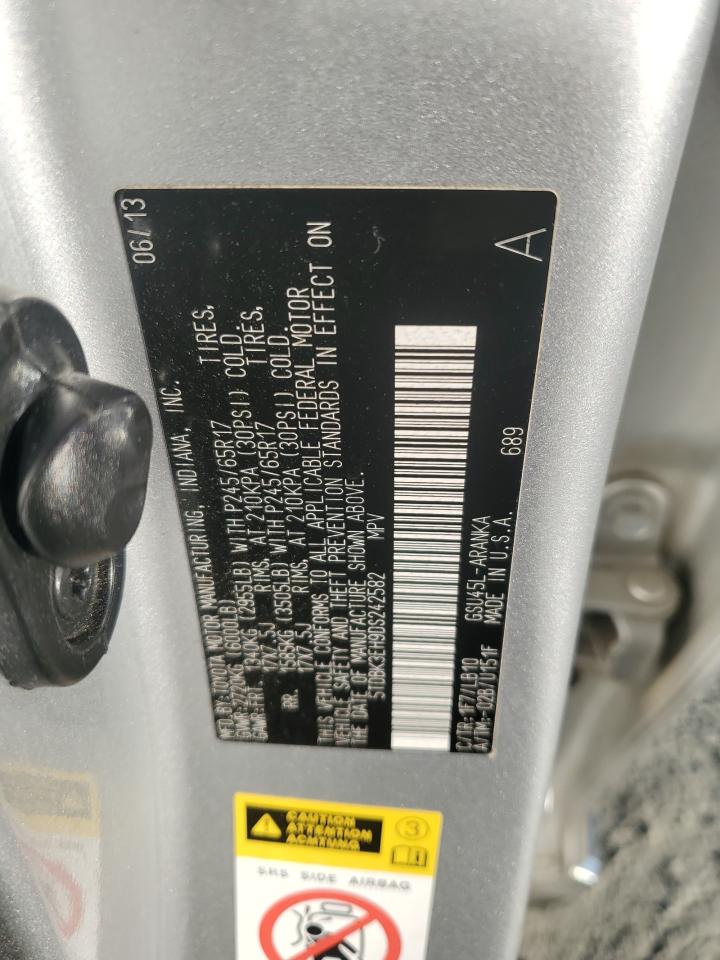 06/13
MFD. BY: TOYOTA MOTOR MANUFACTURING, INDIANA, INC.
GVWR: KG (6000LB)
GAWR FRT 1340KG (2955LB) WITH P245/65R17 TIRES,
17X7.5J RIMS, AT 210KPA (30PSI) COLD.
RR (3505LB) WITH P245/65R17 TIRES,
17X7.5J RIMS, AT 210KPA (30PSI) COLD.
THIS VEHICLE CONFORMS TO ALL APPLICABLE FEDERAL MOTOR
VEHICLE SAFETY AND THEFT PREVENTION STANDARDS IN EFFECT ON
THE DATE OF MANUFACTURE SHOWN ABOVE.
5TDBK3EH9DS242582 MPV
C/TR:1F7/LB10 GSU45L-ARANKA 689
A/TM:-02B/U151F MADE IN U.S.A. A
CAUTION
ATTENTION
ACHTUNG
3
SRS SIDE AIRBAG